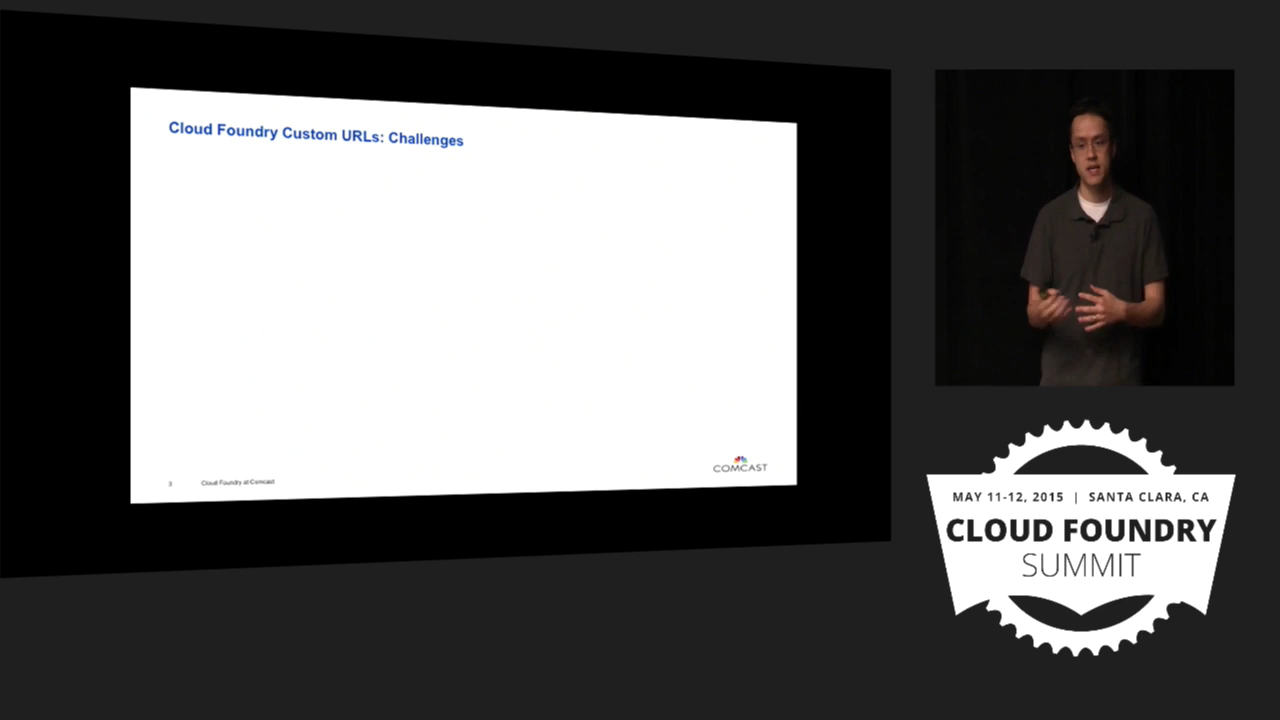 Cloud Foundry Custom URLs: Challenges
3 Cloud Foundry at Comcast
COMCAST
MAY 11-12, 2015 | SANTA CLARA, CA
CLOUD FOUNDRY
SUMMIT